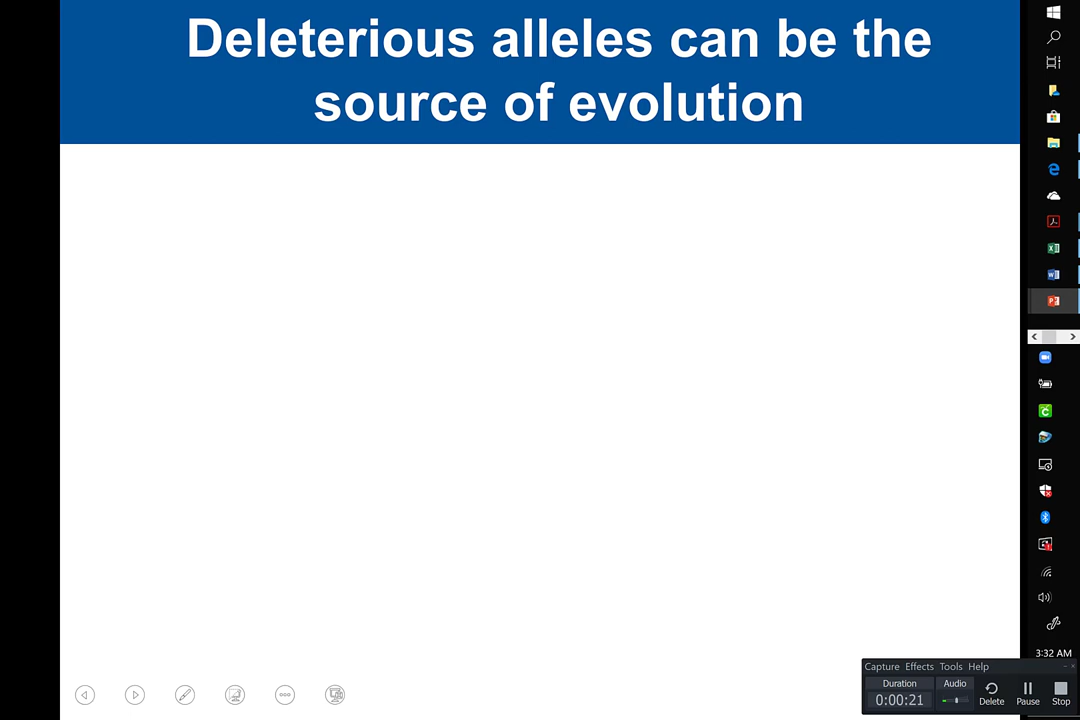 Deleterious alleles can be the
source of evolution
3:32 AM
Capture Effects Tools Help
Duration Audio
0:00:21 Delete Pause Stop